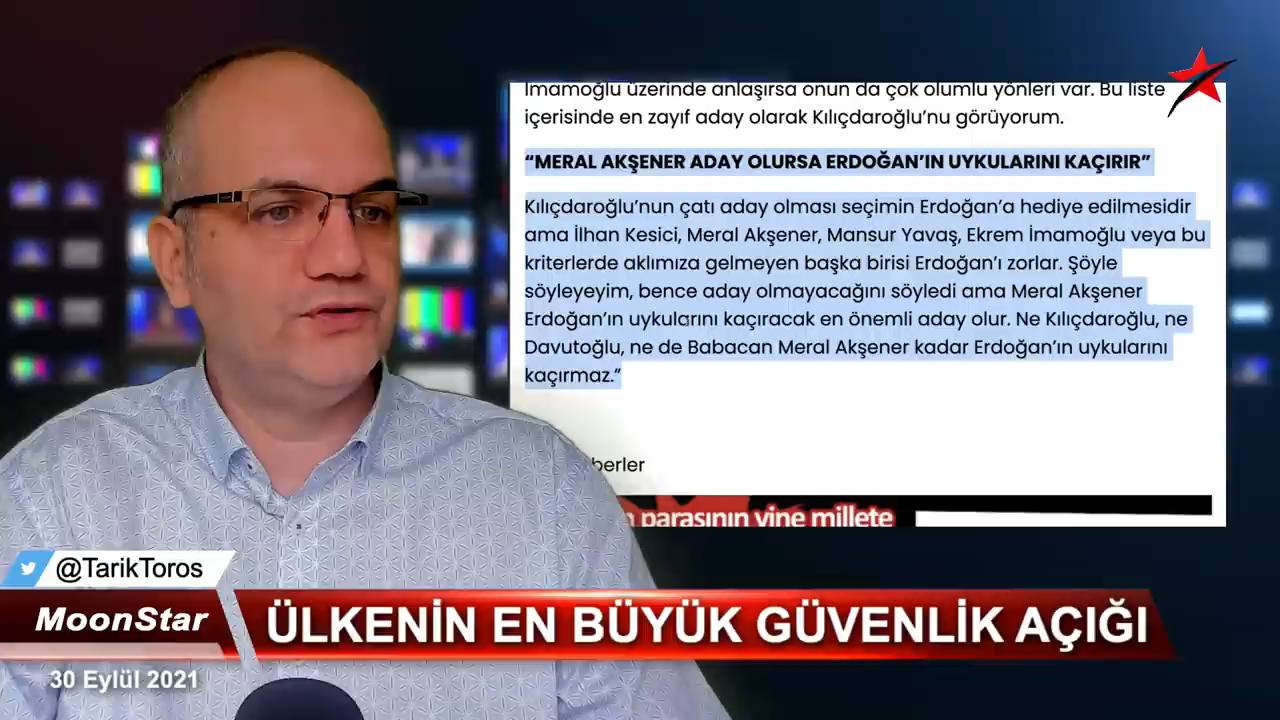 İmamoğlu üzerinde anlaşırsa onun da çok olumlu yönleri var. Bu liste
içerisinde en zayıf aday olarak Kılıçdaroğlu’nu görüyorum.
“MERAL AKŞENER ADAY OLURSA ERDOĞAN’IN UYKULARINI KAÇIRIR”
Kılıçdaroğlu’nun çatı aday olması seçimin Erdoğan’a hediye edilmesidir
ama İlhan Kesici, Meral Akşener, Mansur Yavaş, Ekrem İmamoğlu veya bu
kriterlerde aklımıza gelmeyen başka birisi Erdoğan’ı zorlar. Şöyle
söyleyeyim, bence aday olmayacağını söyledi ama Meral Akşener
Erdoğan’ın uykularını kaçıracak en önemli aday olur. Ne Kılıçdaroğlu, ne
Davutoğlu, ne de Babacan Meral Akşener kadar Erdoğan’ın uykularını
kaçırmaz.”
parasının yine millete
@TarikToros
MoonStar
ÜLKENİN EN BÜYÜK GÜVENLİK AÇIĞI
30 Eylül 2021